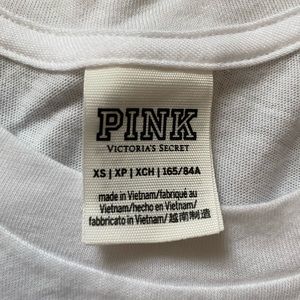 PINK
VICTORIA'S SECRET
XS | XP | XCH | 165/84A
made in Vietnam/fabriqué au
Vietnam/hecho en Vietnam/
fabbricato in Vietnam/越南制造